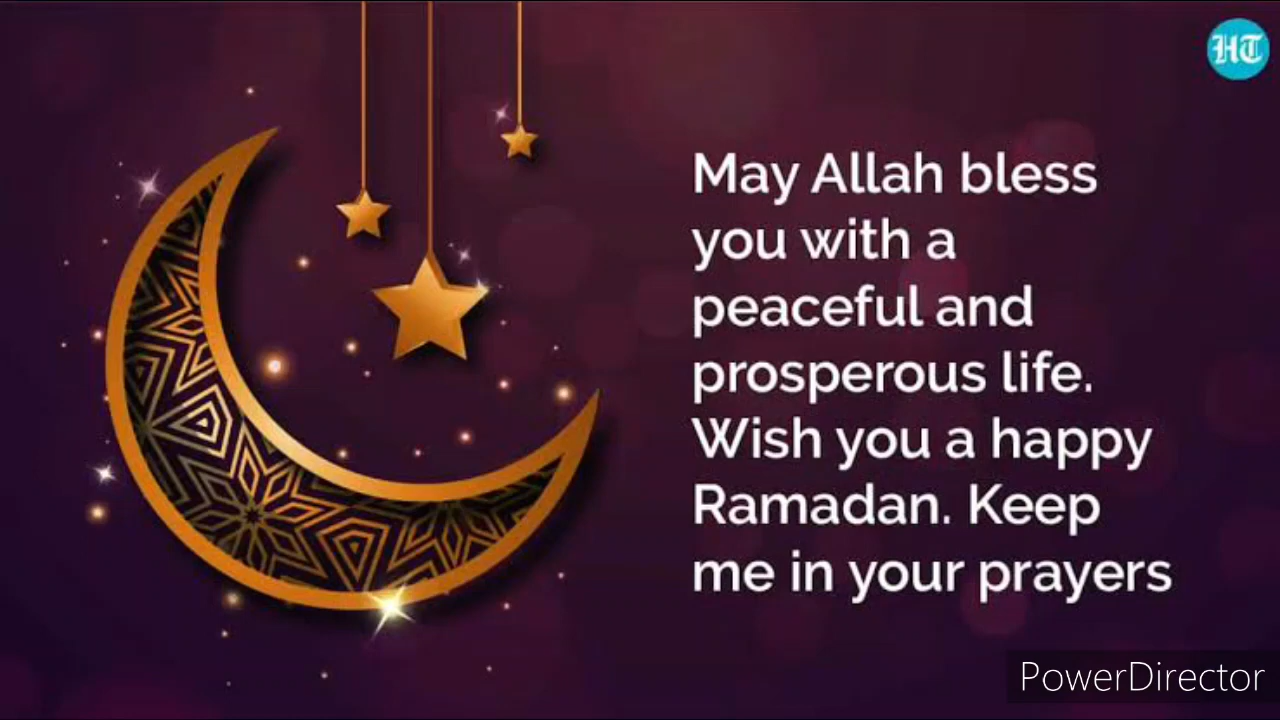 HT
May Allah bless
you with a
peaceful and
prosperous life.
Wish you a happy
Ramadan. Keep
me in your prayers
PowerDirector